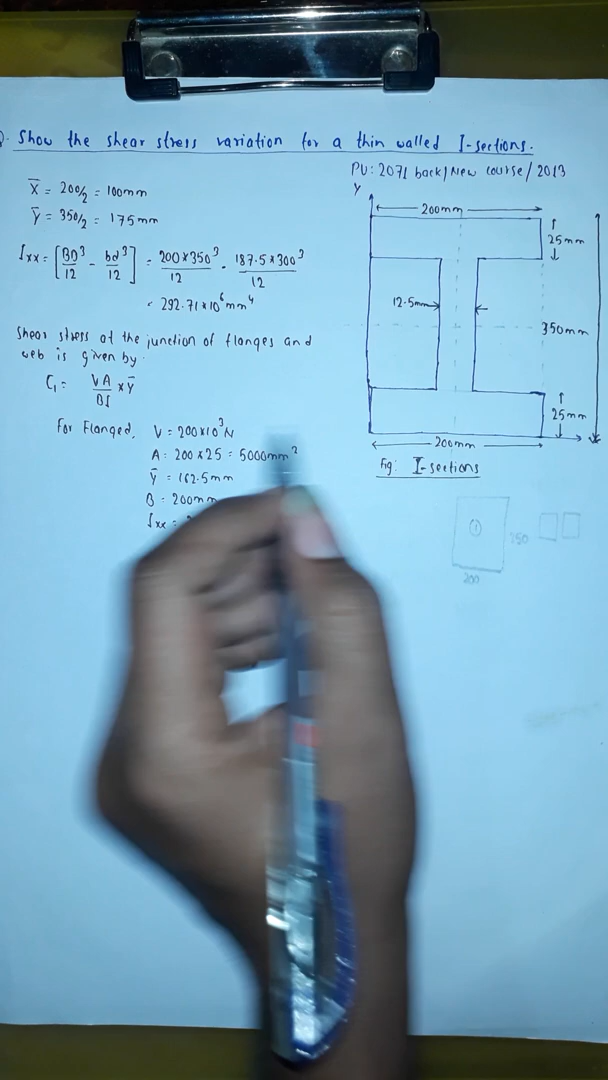 Show the shear stress variation for a thin walled I-sections.
PU: 2071 back/New course/2013
X̄ = 200/2 = 100mm
Ȳ = 350/2 = 175mm
Ixx = [BD³/12 - bd³/12] = 200×350³/12 - 187.5×300³/12
= 292.71×10⁶mm⁴
Shear stress at the junction of flanges and
web is given by.
ζ₁ = VA/BI × ȳ
For Flanged, V = 200×10³N
A = 200×25 = 5000mm²
ȳ = 162.5mm
B = 200mm
Ixx =
Y
200mm
25mm
12.5mm
350mm
25mm
200mm
Fig: I-sections
①
350
200